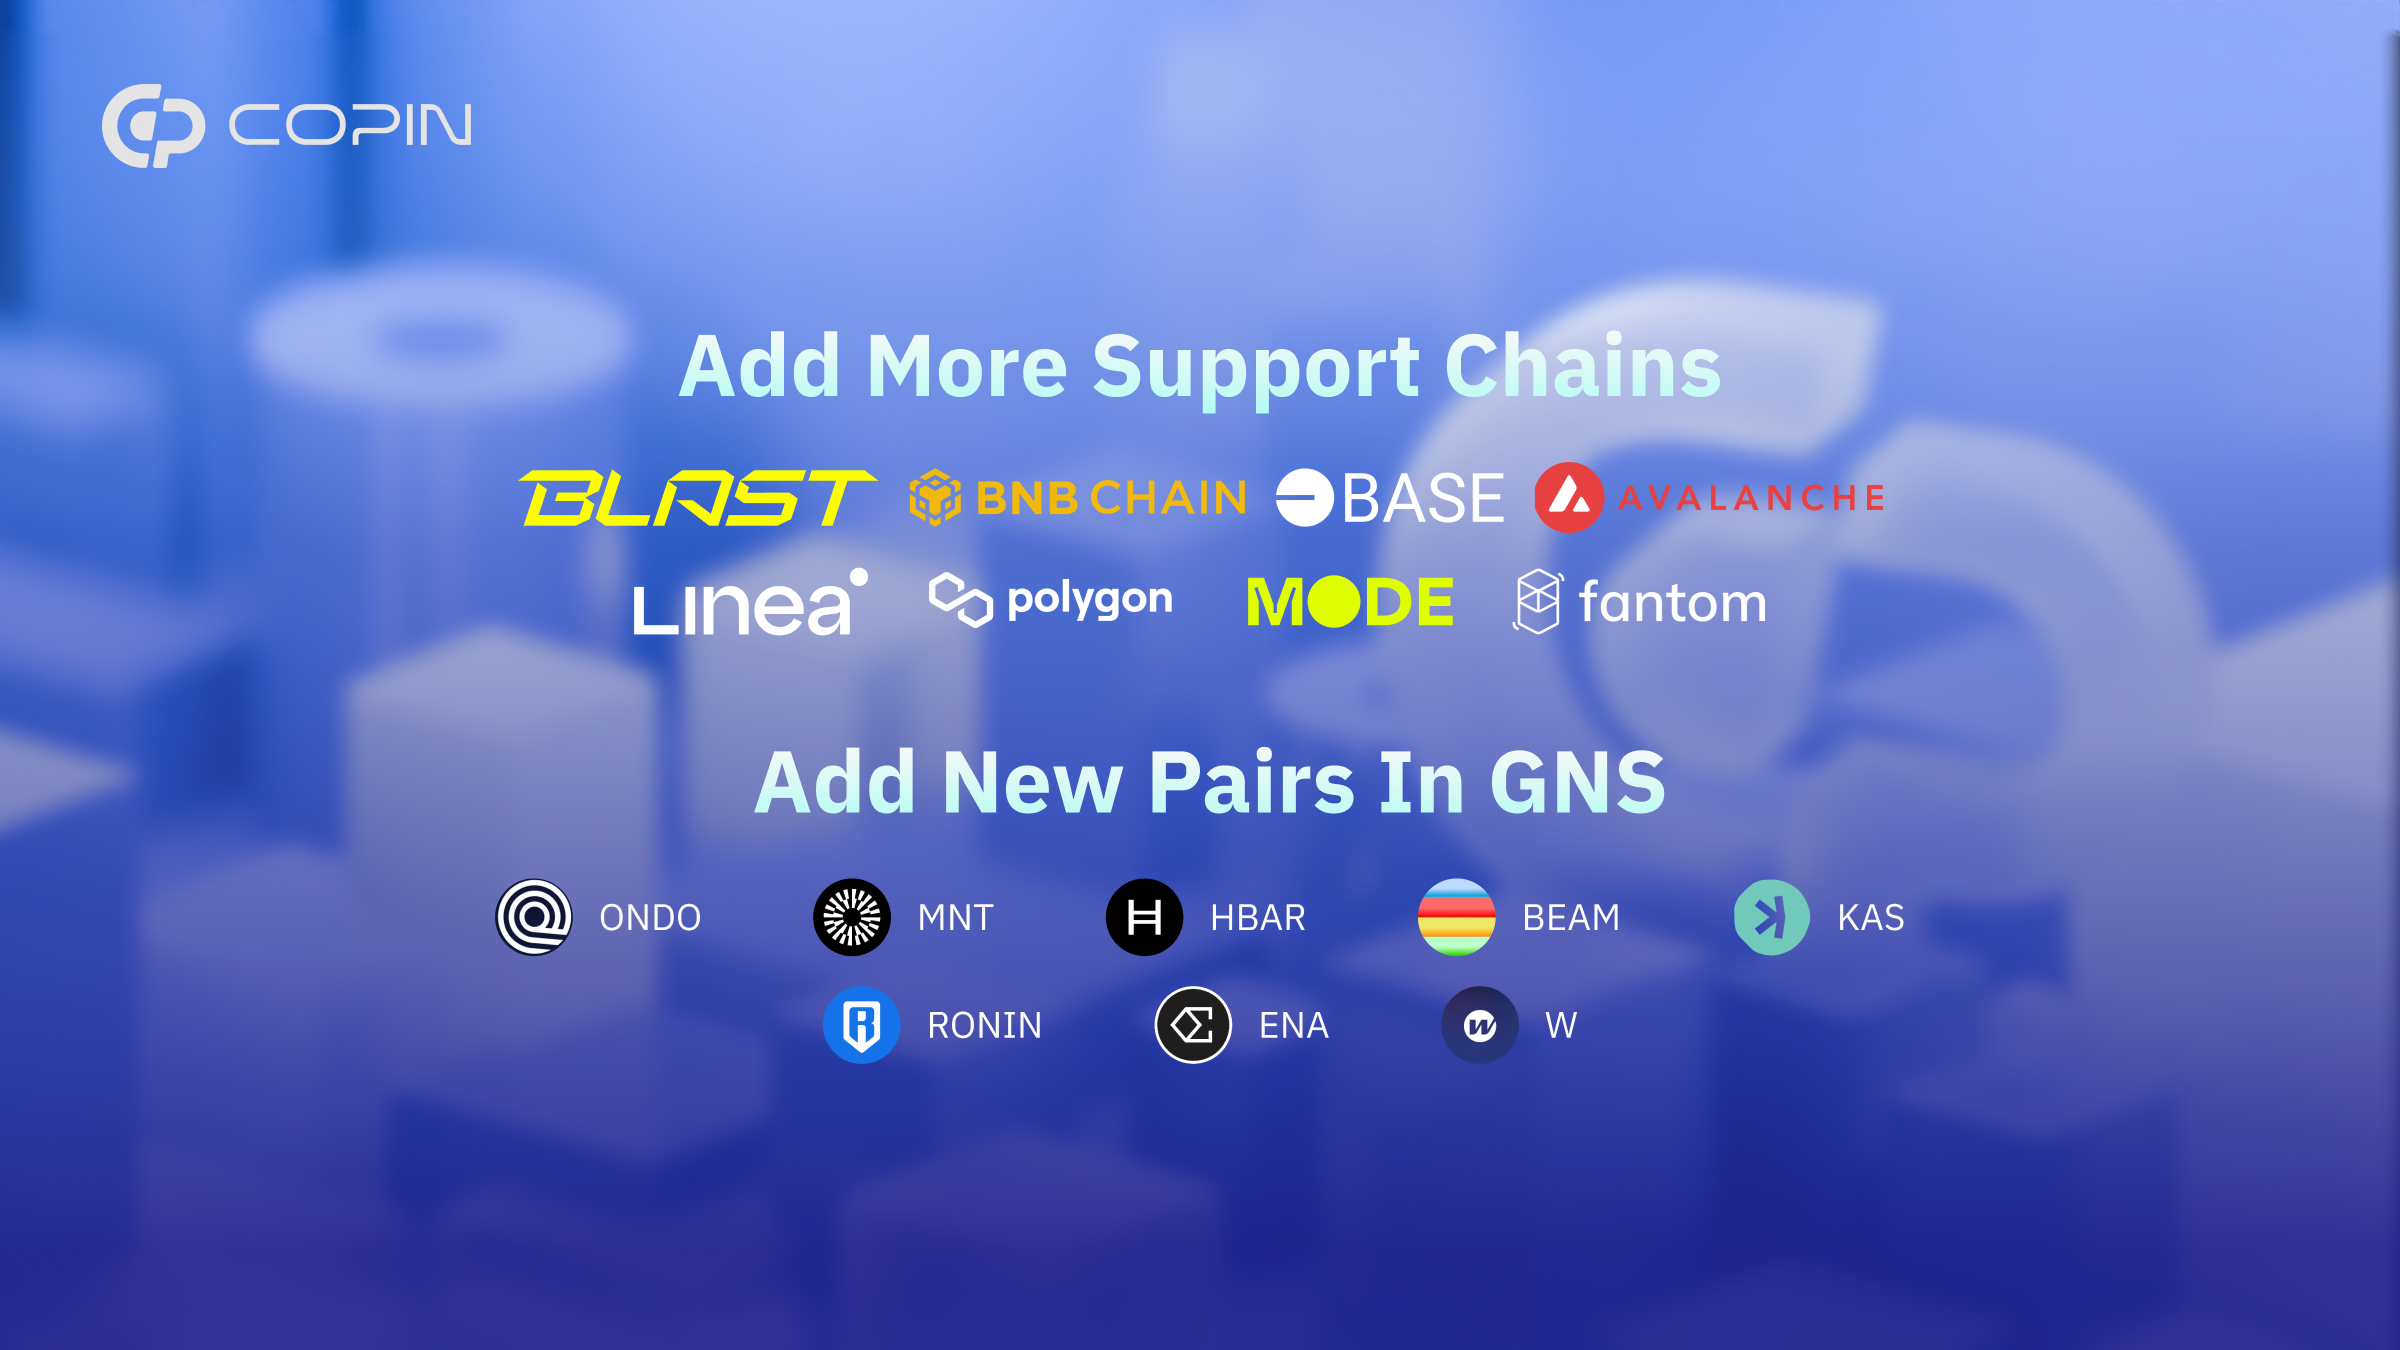 COPIN
Add More Support Chains
BLAST BNB CHAIN BASE AVALANCHE
Linea polygon MODE fantom
Add New Pairs In GNS
ONDO MNT HBAR BEAM KAS
RONIN ENA W